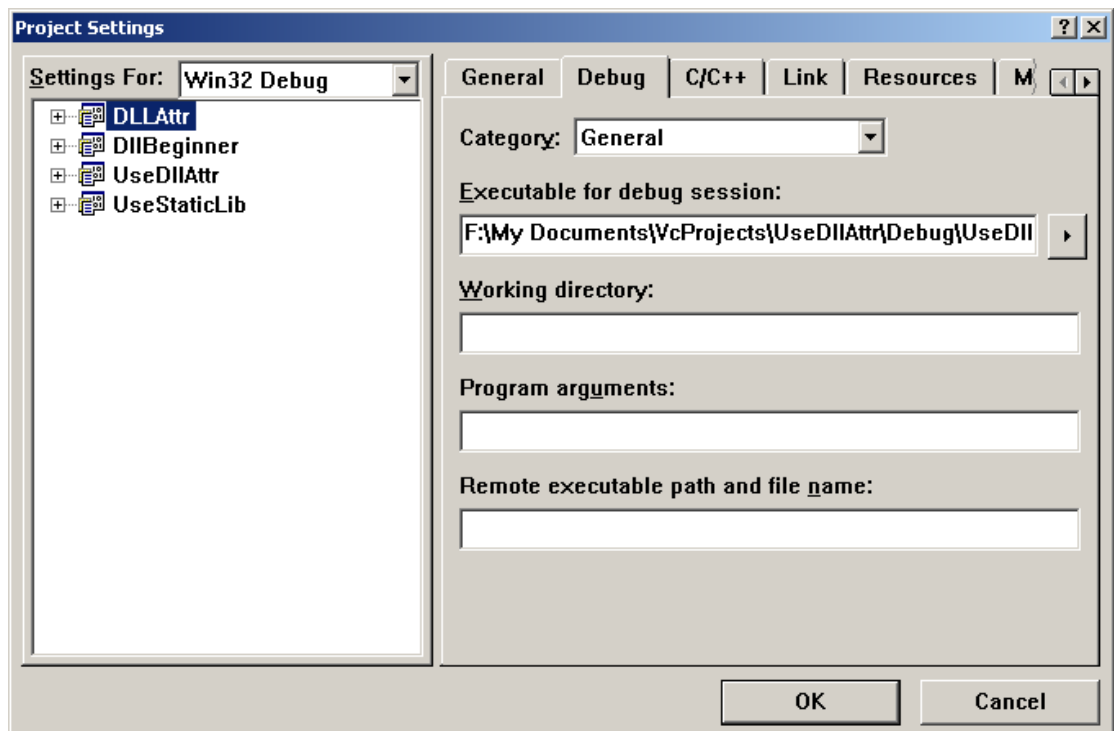 Project Settings
Settings For: Win32 Debug
DLLAttr
DllBeginner
UseDllAttr
UseStaticLib
General Debug C/C++ Link Resources M
Category: General
Executable for debug session:
F:\My Documents\VcProjects\UseDllAttr\Debug\UseDll
Working directory:
Program arguments:
Remote executable path and file name:
OK Cancel